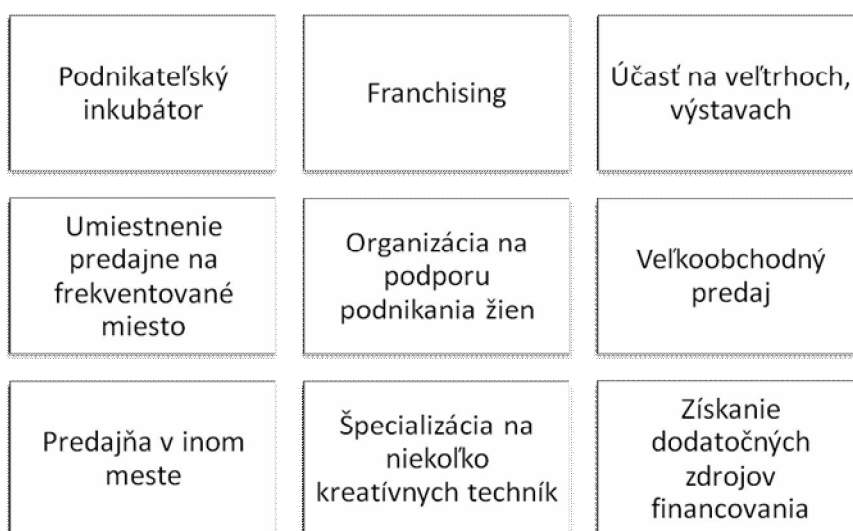 Podnikateľský
inkubátor
Franchising
Účasť na veľtrhoch,
výstavach
Umiestnenie
predajne na
frekventované
miesto
Organizácia na
podporu
podnikania žien
Veľkoobchodný
predaj
Predajňa v inom
meste
Špecializácia na
niekoľko
kreatívnych techník
Získanie
dodatočných
zdrojov
financovania